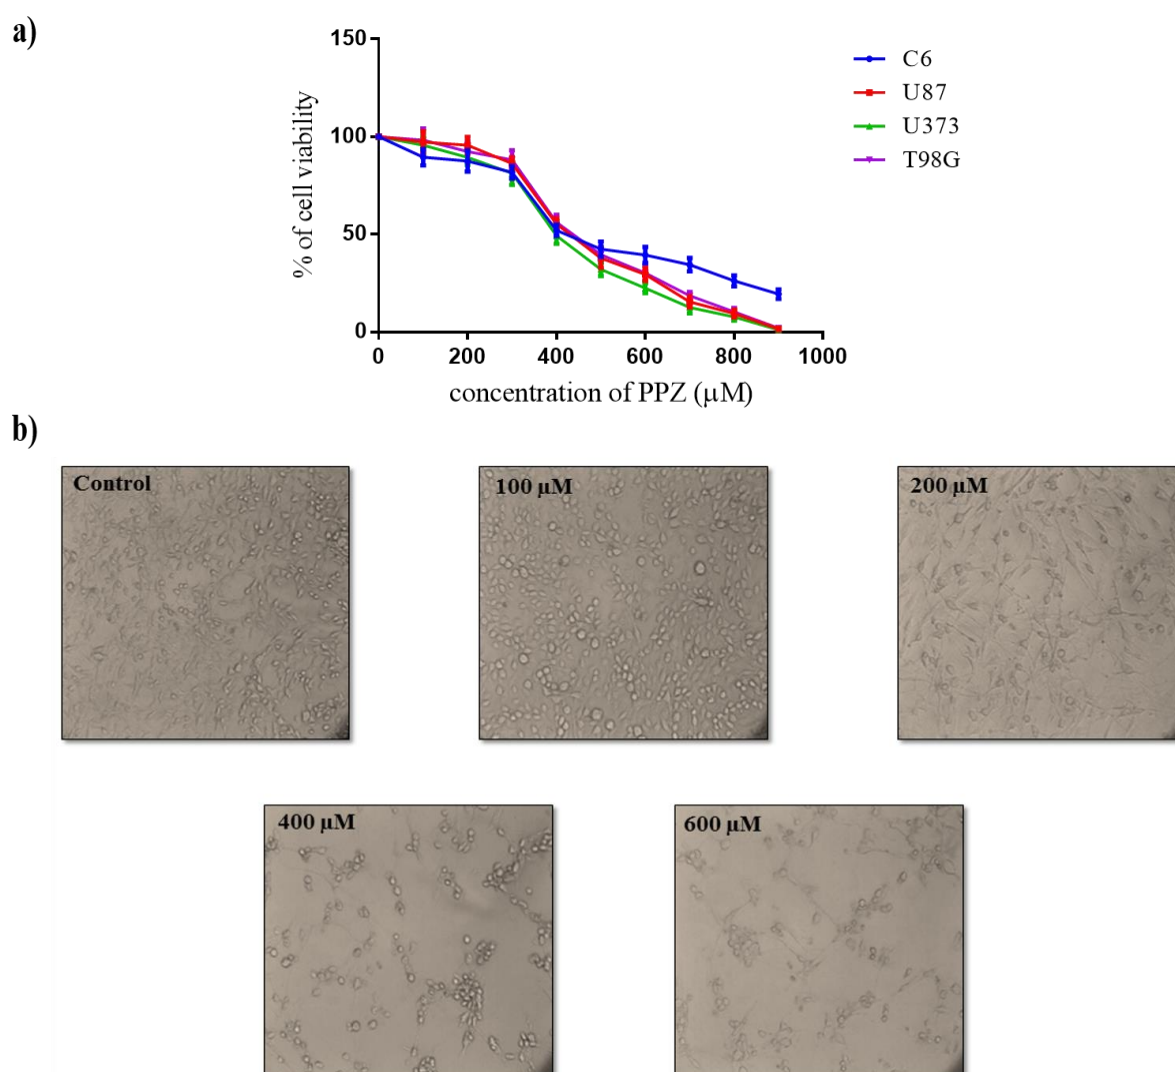 a)
150
100
50
0
% of cell viability
0 200 400 600 800 1000
concentration of PPZ (µM)
C6
U87
U373
T98G
b)
Control
100 µM
200 µM
400 µM
600 µM